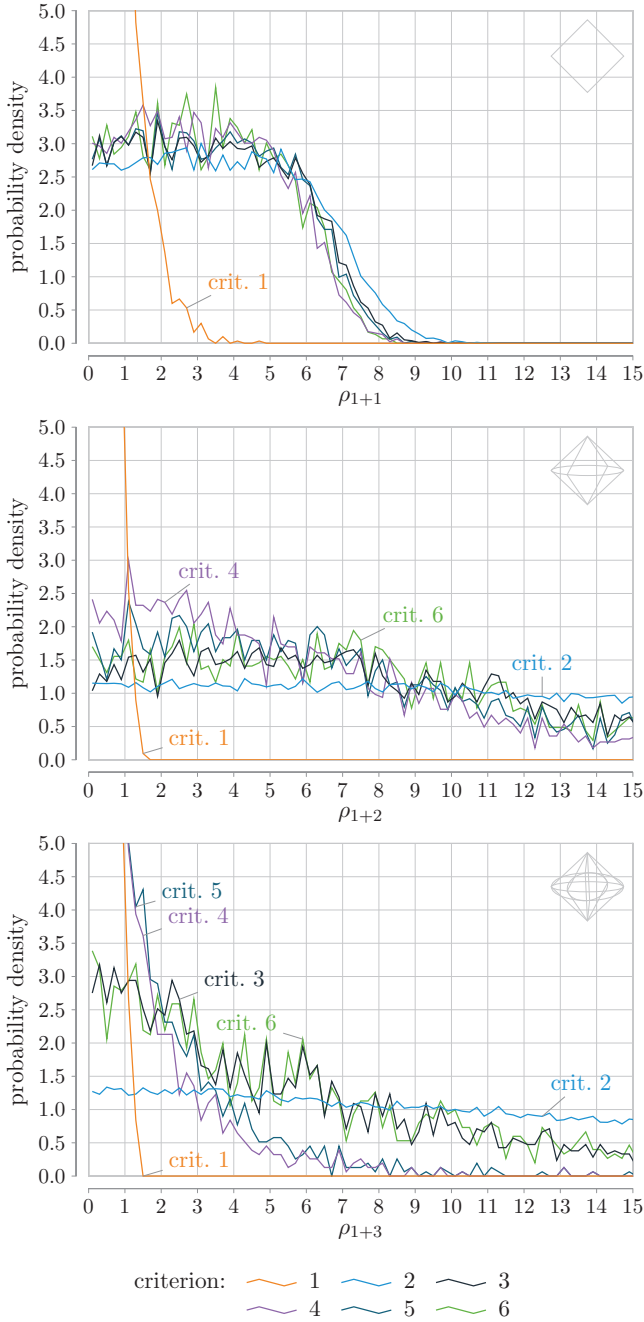 5.0
4.5
4.0
3.5
3.0
2.5
2.0
1.5
1.0
0.5
0.0
probability density
crit. 1
0 1 2 3 4 5 6 7 8 9 10 11 12 13 14 15
ρ1+1
5.0
4.5
4.0
3.5
3.0
2.5
2.0
1.5
1.0
0.5
0.0
probability density
crit. 4
crit. 6
crit. 2
crit. 1
0 1 2 3 4 5 6 7 8 9 10 11 12 13 14 15
ρ1+2
5.0
4.5
4.0
3.5
3.0
2.5
2.0
1.5
1.0
0.5
0.0
probability density
crit. 5
crit. 4
crit. 3
crit. 6
crit. 2
crit. 1
0 1 2 3 4 5 6 7 8 9 10 11 12 13 14 15
ρ1+3
criterion: 1 2 3
4 5 6